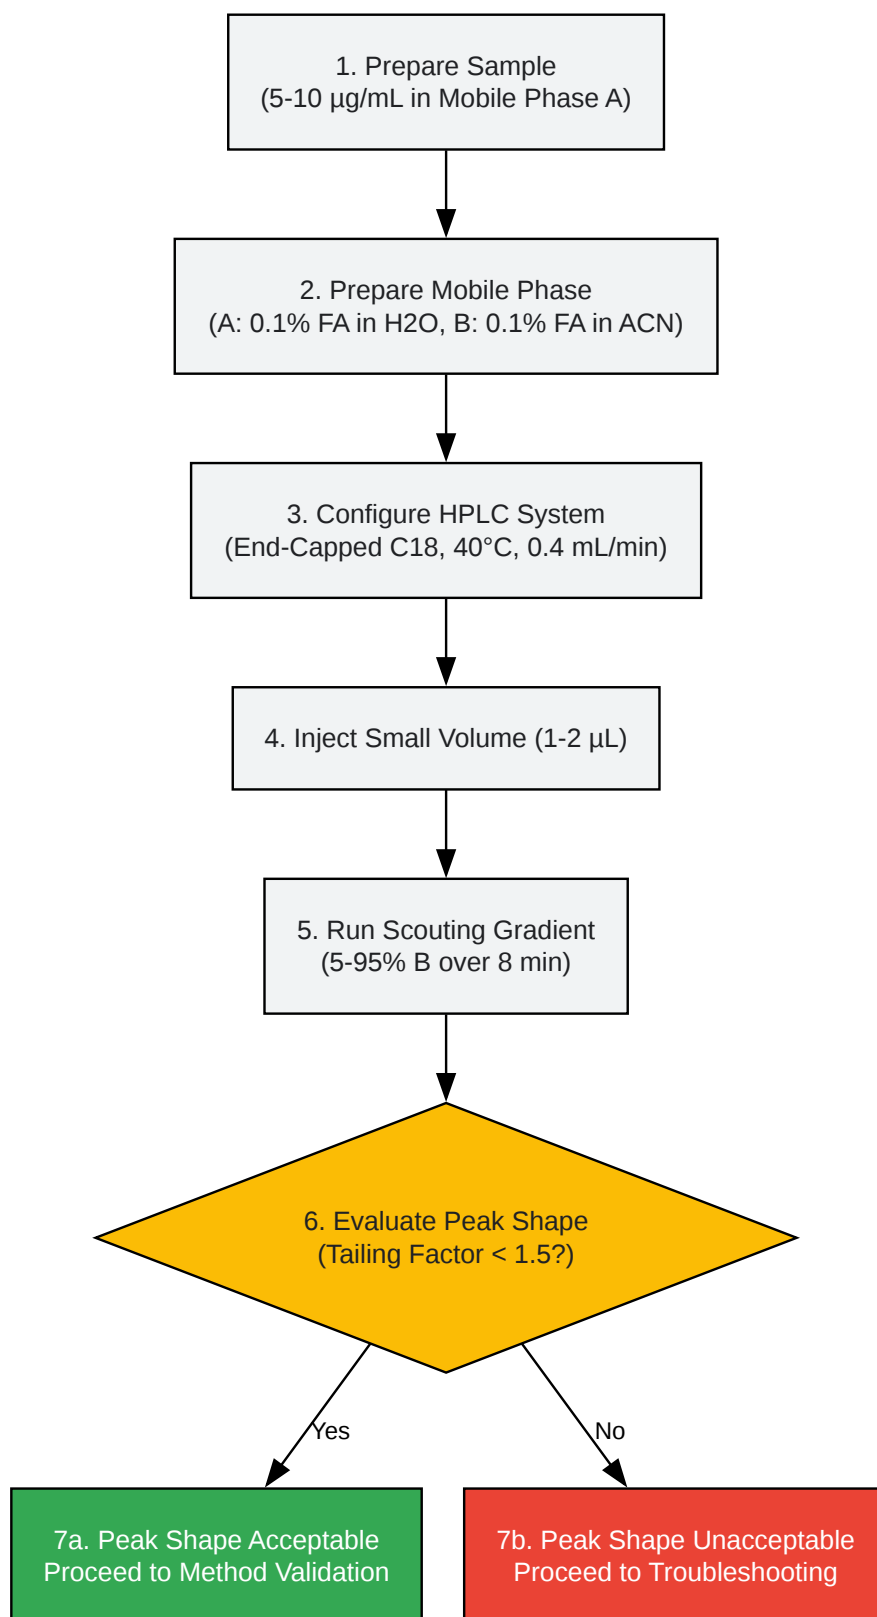 1. Prepare Sample
(5-10 µg/mL in Mobile Phase A)
2. Prepare Mobile Phase
(A: 0.1% FA in H2O, B: 0.1% FA in ACN)
3. Configure HPLC System
(End-Capped C18, 40°C, 0.4 mL/min)
4. Inject Small Volume (1-2 µL)
5. Run Scouting Gradient
(5-95% B over 8 min)
6. Evaluate Peak Shape
(Tailing Factor < 1.5?)
Yes
No
7a. Peak Shape Acceptable
Proceed to Method Validation
7b. Peak Shape Unacceptable
Proceed to Troubleshooting